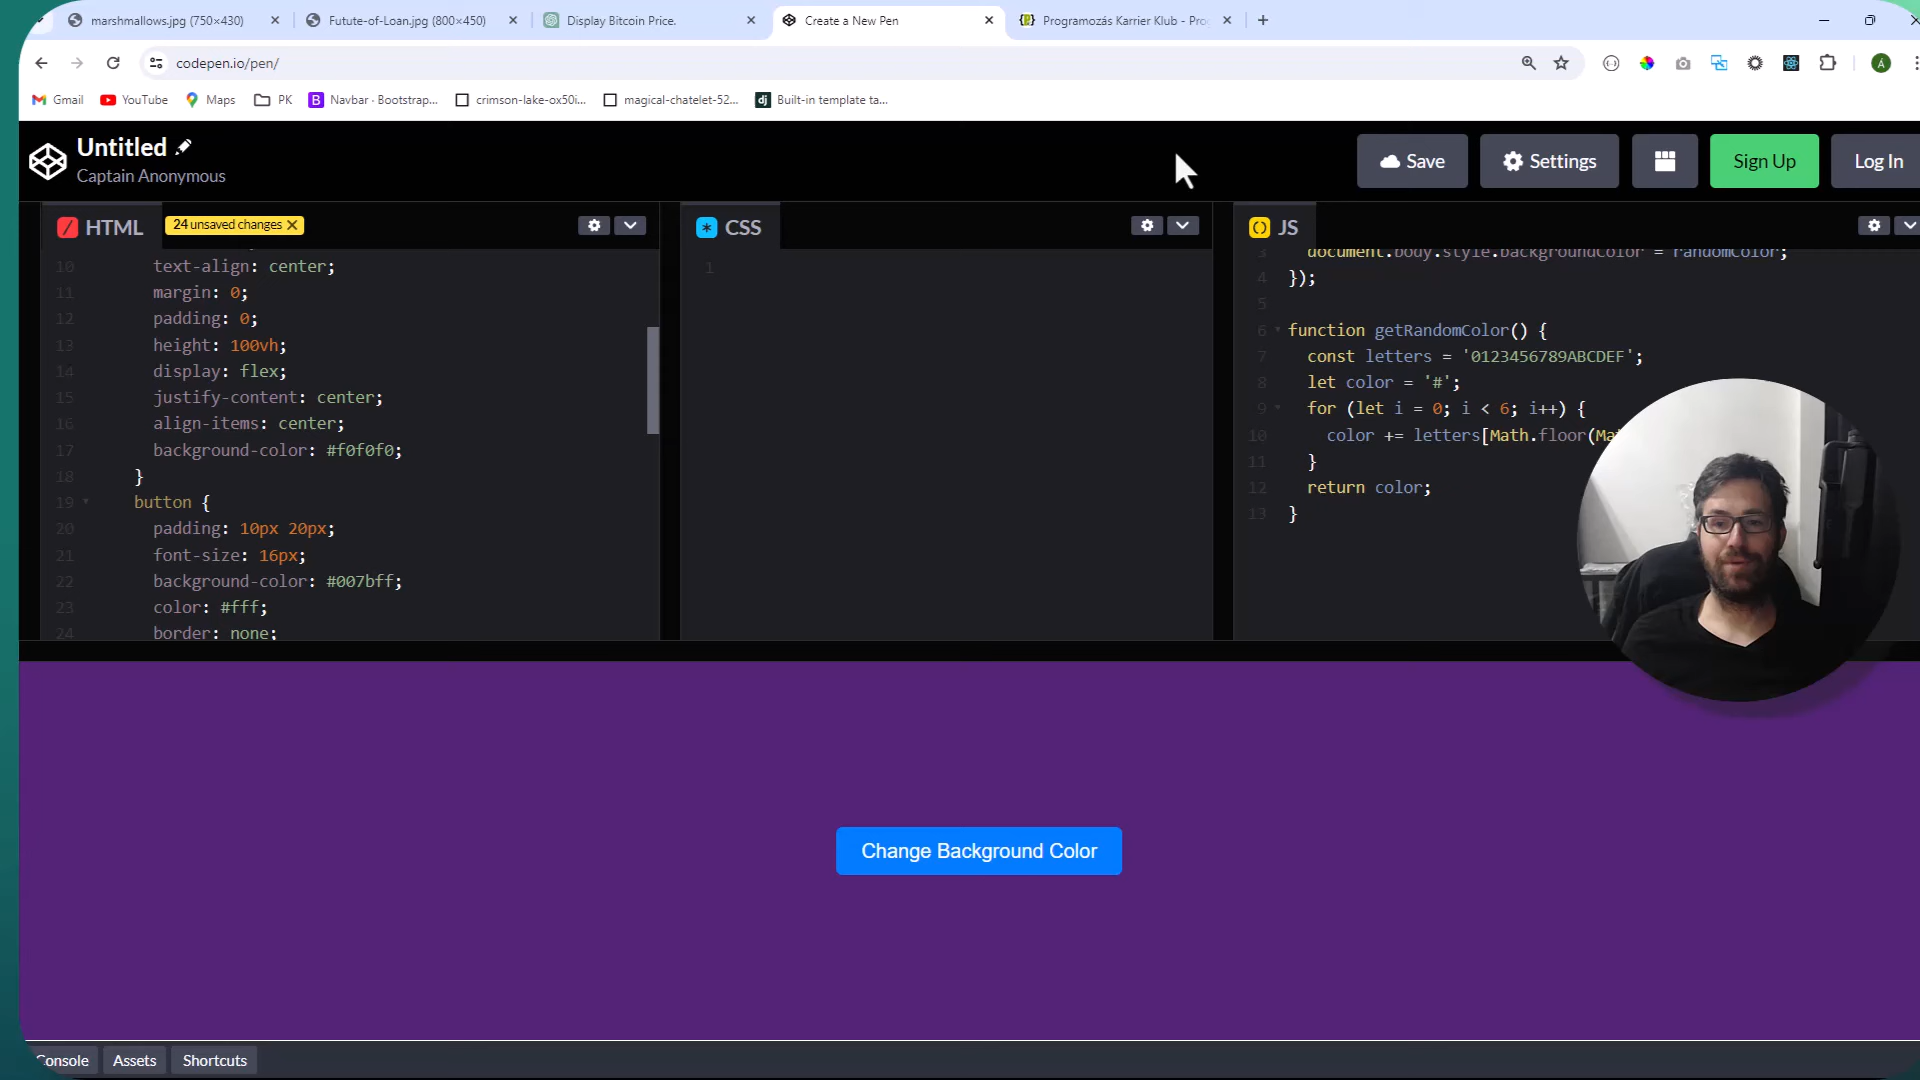 marshmallows.jpg (750×430)
Futute-of-Loan.jpg (800×450)
Display Bitcoin Price.
Create a New Pen
Programozás Karrier Klub - Pro
codepen.io/pen/
Gmail
YouTube
Maps
PK
Navbar · Bootstrap...
crimson-lake-ox50i...
magical-chatelet-52...
dj
Built-in template ta...
Untitled
Captain Anonymous
Save
Settings
Sign Up
Log In
HTML
24 unsaved changes
CSS
JS
10 text-align: center;
11 margin: 0;
12 padding: 0;
13 height: 100vh;
14 display: flex;
15 justify-content: center;
16 align-items: center;
17 background-color: #f0f0f0;
18 }
19 button {
20 padding: 10px 20px;
21 font-size: 16px;
22 background-color: #007bff;
23 color: #fff;
24 border: none;
1
3 document.body.style.backgroundColor = randomColor;
4 });
5
6 function getRandomColor() {
7 const letters = '0123456789ABCDEF';
8 let color = '#';
9 for (let i = 0; i < 6; i++) {
10 color += letters[Math.floor(Ma
11 }
12 return color;
13 }
Change Background Color
Console
Assets
Shortcuts